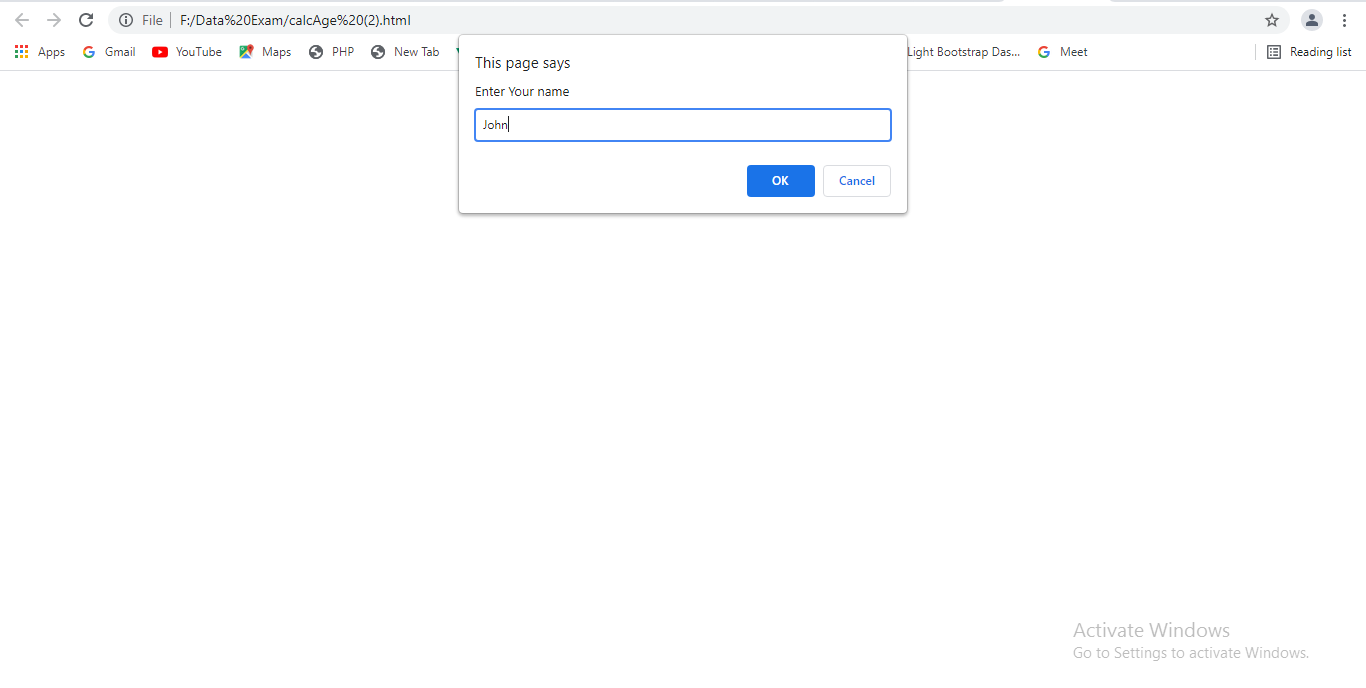 File F:/Data%20Exam/calcAge%20(2).html
Apps Gmail YouTube Maps PHP New Tab Light Bootstrap Das... Meet Reading list
This page says
Enter Your name
John
OK Cancel
Activate Windows
Go to Settings to activate Windows.